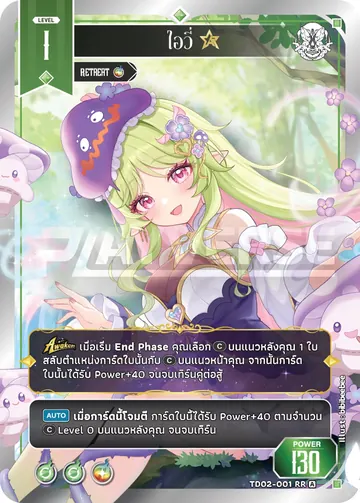 LEVEL
I
ไอวี่
RETREAT
PLAYVERSE
Awaken เมื่อเริ่ม End Phase คุณเลือก C บนแนวหลังคุณ 1 ใบ
สลับตำแหน่งการ์ดใบนั้นกับ C บนแนวหน้าคุณ จากนั้นการ์ด
ใบนั้นได้รับ Power+40 จนจบเทิร์นคู่ต่อสู้
AUTO เมื่อการ์ดนี้โจมตี การ์ดใบนี้ได้รับ Power+40 ตามจำนวน
C Level 0 บนแนวหลังคุณ จนจบเทิร์น
Illust : bbibeebee
POWER
130
TD02-001 RR A